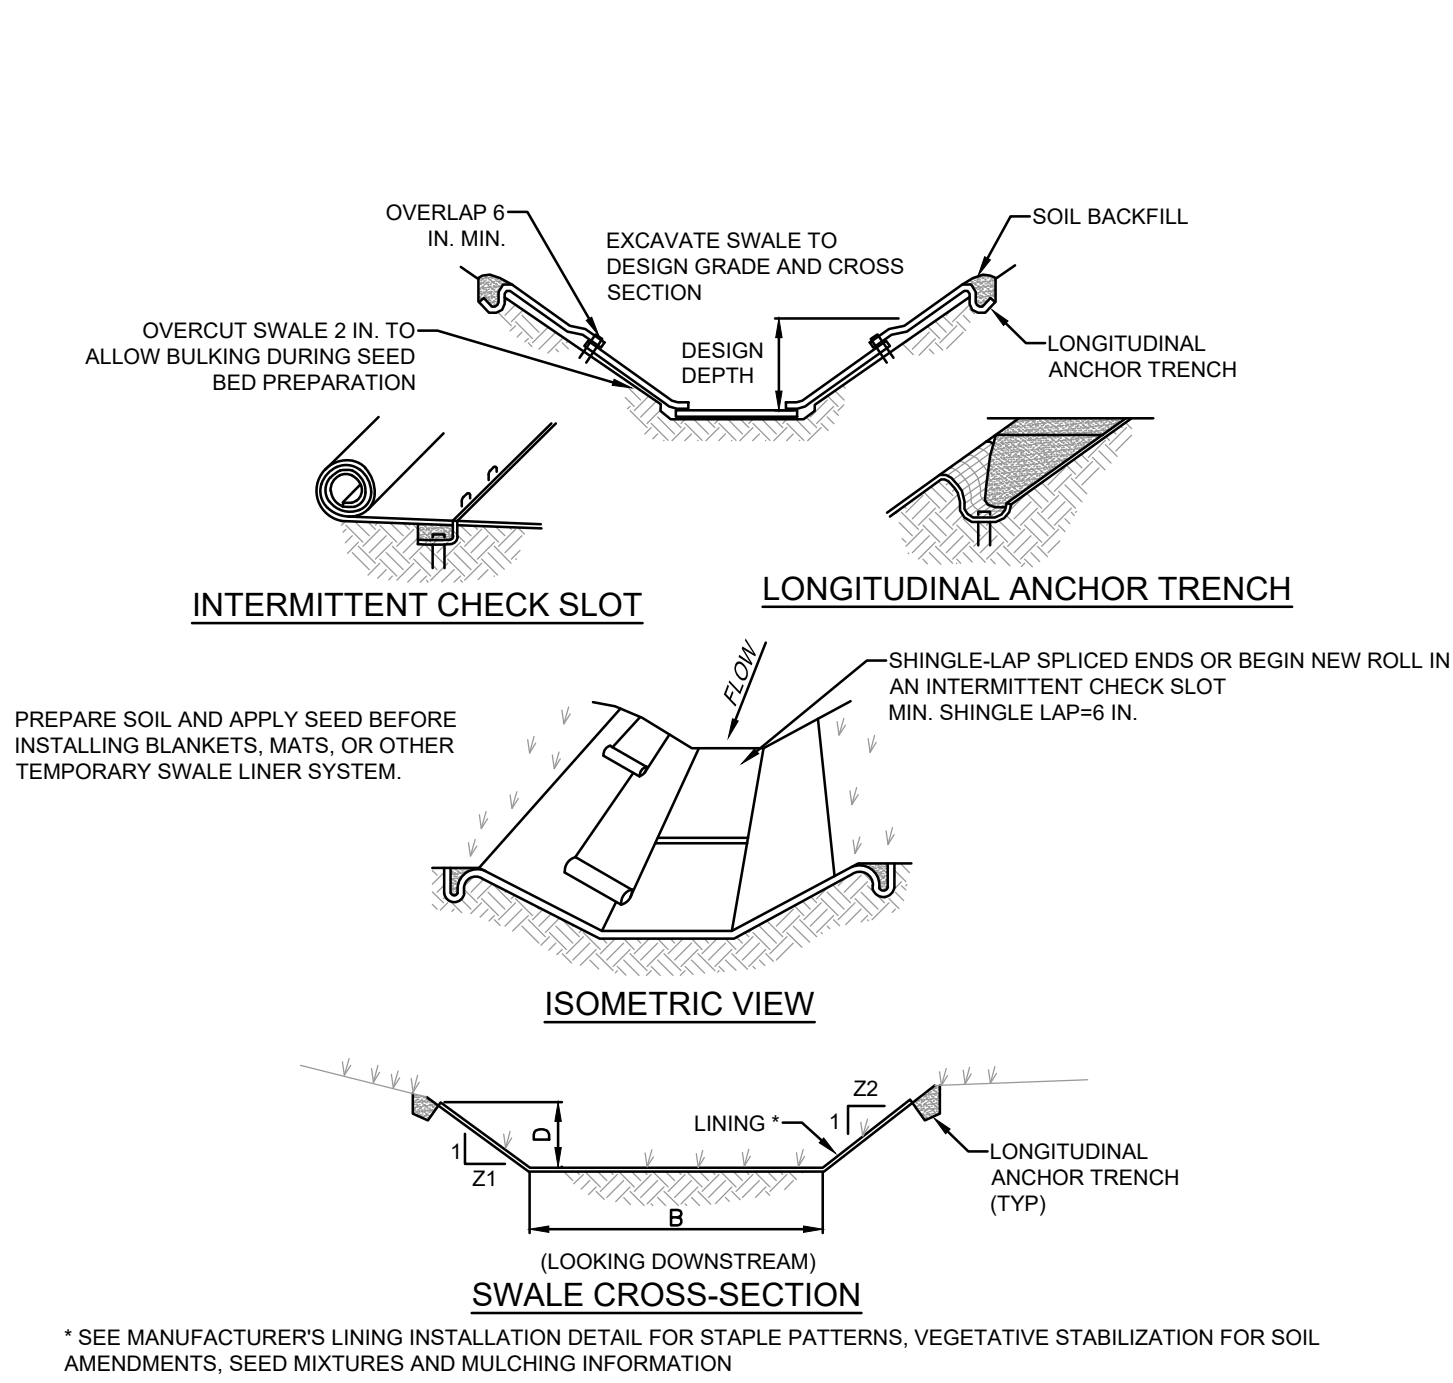 OVERLAP 6
IN. MIN.
EXCAVATE SWALE TO
DESIGN GRADE AND CROSS
SECTION
SOIL BACKFILL
OVERCUT SWALE 2 IN. TO
ALLOW BULKING DURING SEED
BED PREPARATION
DESIGN
DEPTH
LONGITUDINAL
ANCHOR TRENCH
INTERMITTENT CHECK SLOT
LONGITUDINAL ANCHOR TRENCH
FLOW
SHINGLE-LAP SPLICED ENDS OR BEGIN NEW ROLL IN
AN INTERMITTENT CHECK SLOT
MIN. SHINGLE LAP=6 IN.
PREPARE SOIL AND APPLY SEED BEFORE
INSTALLING BLANKETS, MATS, OR OTHER
TEMPORARY SWALE LINER SYSTEM.
ISOMETRIC VIEW
1
Z1
D
LINING *
1
Z2
LONGITUDINAL
ANCHOR TRENCH
(TYP)
B
(LOOKING DOWNSTREAM)
SWALE CROSS-SECTION
* SEE MANUFACTURER'S LINING INSTALLATION DETAIL FOR STAPLE PATTERNS, VEGETATIVE STABILIZATION FOR SOIL
AMENDMENTS, SEED MIXTURES AND MULCHING INFORMATION